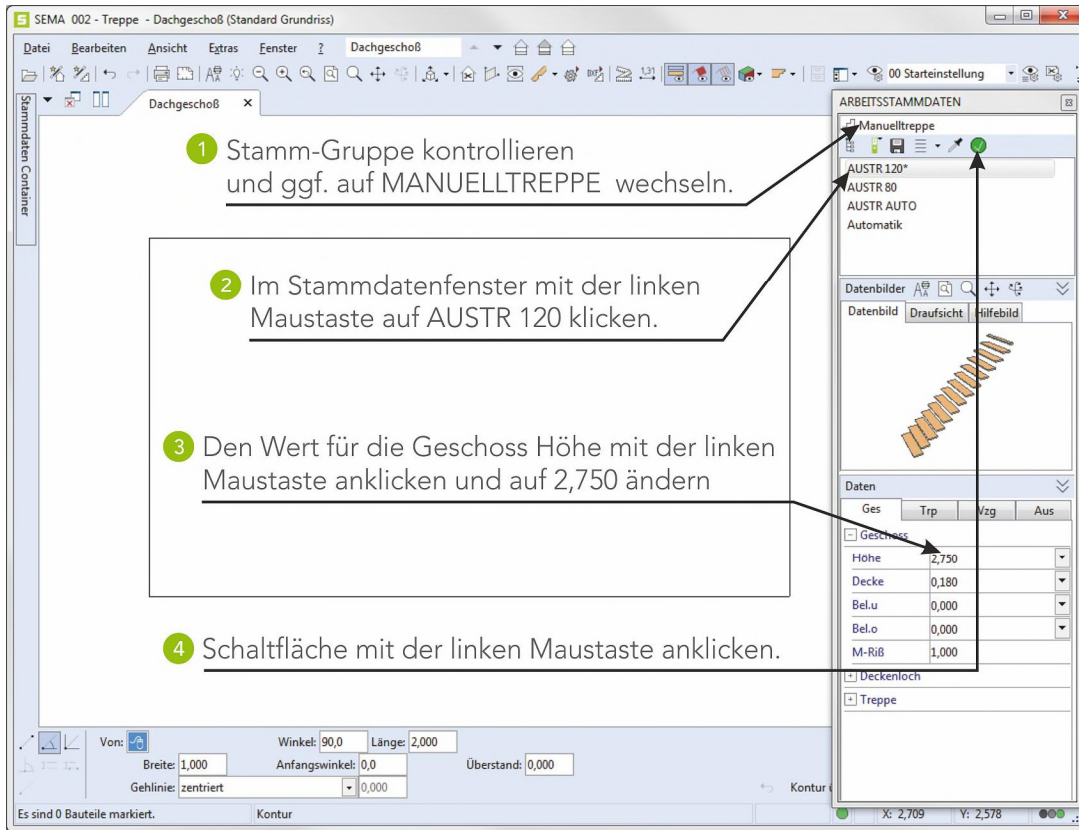 SEMA 002 - Treppe - Dachgeschoß (Standard Grundriss)
Datei Bearbeiten Ansicht Extras Fenster ? Dachgeschoß
00 Starteinstellung
Stammdaten Container
Dachgeschoß
ARBEITSSTAMMDATEN
Manuelltreppe
AUSTR 120*
AUSTR 80
AUSTR AUTO
Automatik
1 Stamm-Gruppe kontrollieren
und ggf. auf MANUELLTREPPE wechseln.
2 Im Stammdatenfenster mit der linken
Maustaste auf AUSTR 120 klicken.
3 Den Wert für die Geschoss Höhe mit der linken
Maustaste anklicken und auf 2,750 ändern
4 Schaltfläche mit der linken Maustaste anklicken.
Datenbilder
Datenbild Draufsicht Hilfebild
Daten
Ges Trp Vzg Aus
Geschoss
Höhe 2,750
Decke 0,180
Bel.u 0,000
Bel.o 0,000
M-Riß 1,000
Deckenloch
Treppe
Von: Winkel: 90,0 Länge: 2,000
Breite: 1,000 Anfangswinkel: 0,0 Überstand: 0,000
Gehlinie: zentriert 0,000
Kontur
Es sind 0 Bauteile markiert. Kontur X: 2,709 Y: 2,578